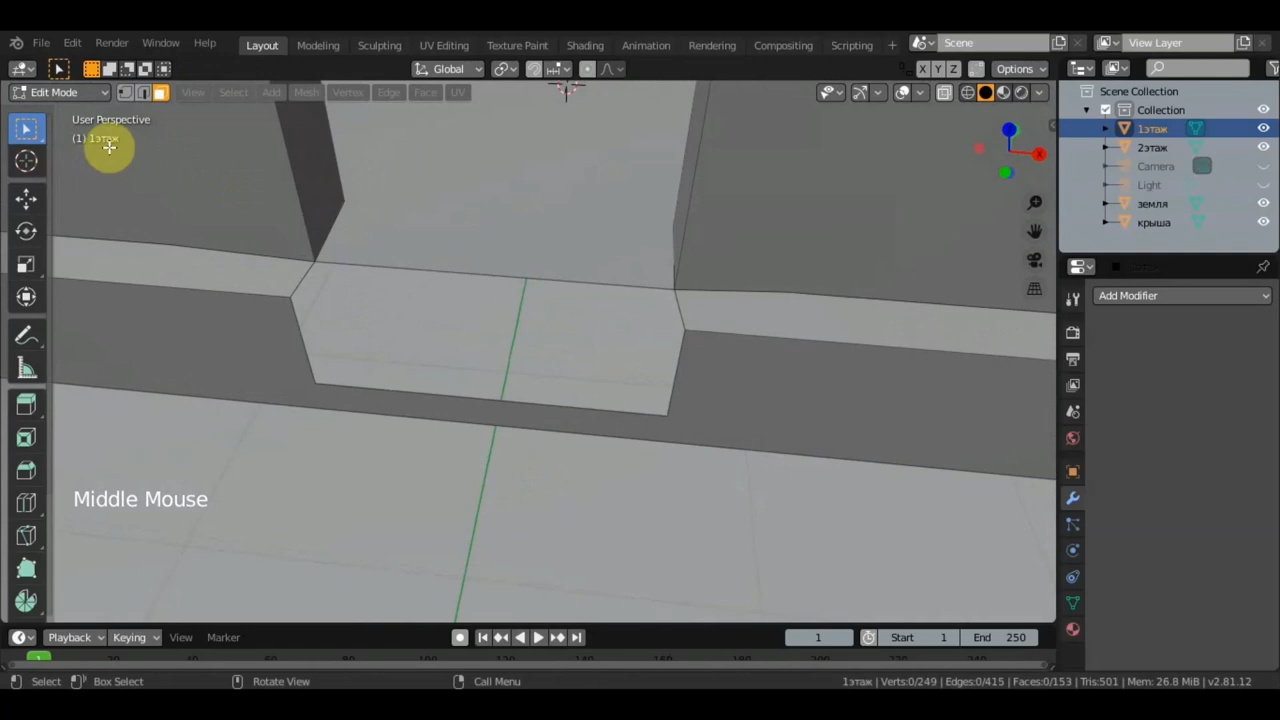 File Edit Render Window Help Layout Modeling Sculpting UV Editing Texture Paint Shading Animation Rendering Compositing Scripting + Scene View Layer
Global X Y Z Options
Edit Mode View Select Add Mesh Vertex Edge Face UV
User Perspective
(1) 1этаж
Z
X
Scene Collection
Collection
1этаж
2этаж
Camera
Light
земля
крыша
Add Modifier
Middle Mouse
Playback Keying View Marker 1 Start 1 End 250
1
Select Box Select Rotate View Call Menu 1этаж | Verts:0/249 | Edges:0/415 | Faces:0/153 | Tris:501 | Mem: 26.8 MiB | v2.81.12